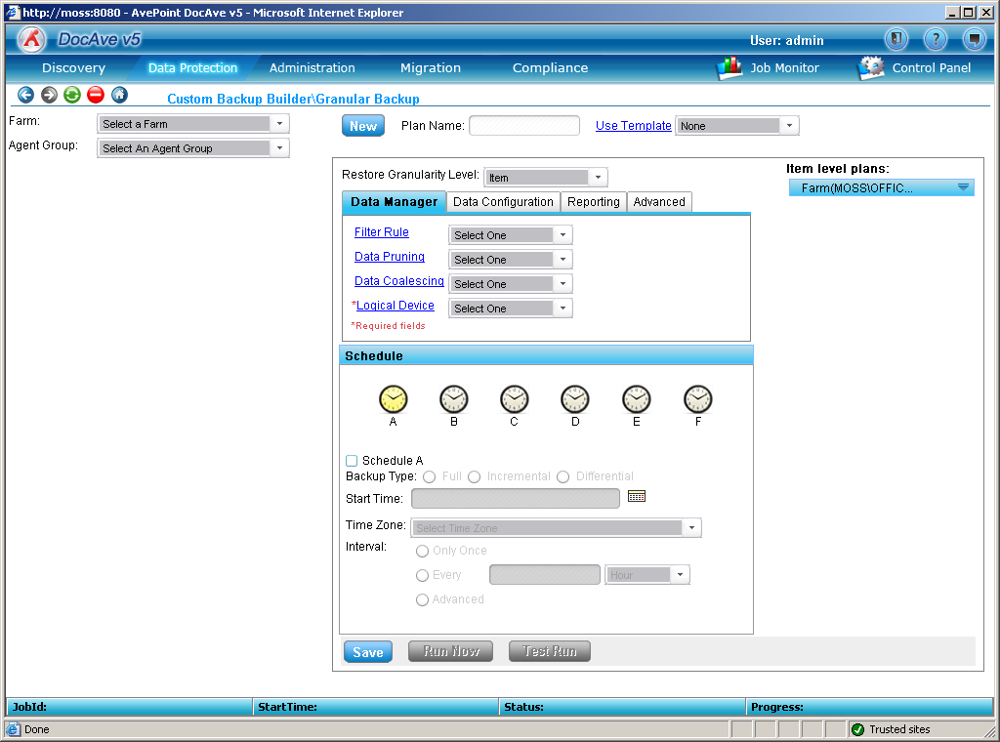 http://moss:8080 - AvePoint DocAve v5 - Microsoft Internet Explorer
DocAve v5
User: admin
?
Discovery Data Protection Administration Migration Compliance Job Monitor Control Panel
Custom Backup Builder\Granular Backup
Farm: Select a Farm
Agent Group: Select An Agent Group
New Plan Name: Use Template None
Restore Granularity Level: Item
Item level plans:
Farm(MOSS\OFFIC...
Data Manager Data Configuration Reporting Advanced
Filter Rule Select One
Data Pruning Select One
Data Coalescing Select One
*Logical Device Select One
*Required fields
Schedule
A B C D E F
Schedule A
Backup Type: Full Incremental Differential
Start Time:
Time Zone: Select Time Zone
Interval: Only Once
Every Hour
Advanced
Save Run Now Test Run
JobId: StartTime: Status: Progress:
Done Trusted sites